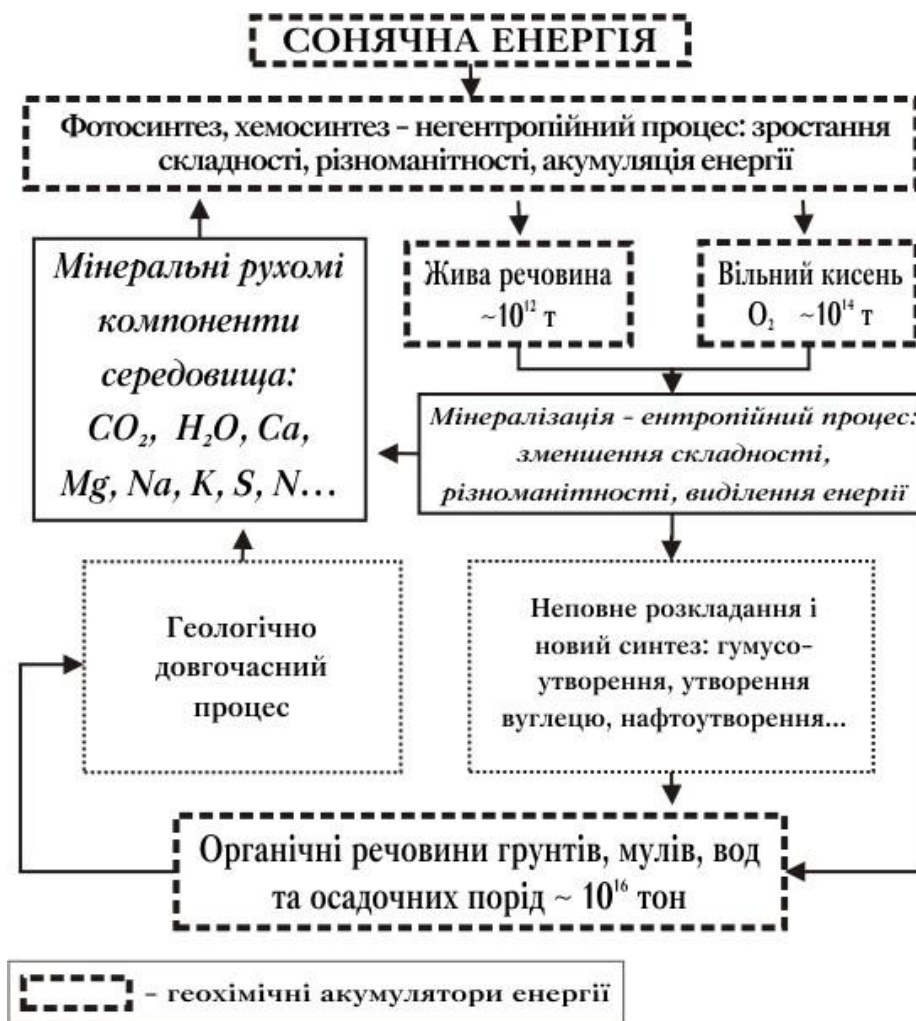 СОНЯЧНА ЕНЕРГІЯ
Фотосинтез, хемосинтез – негентропійний процес: зростання
складності, різноманітності, акумуляція енергії
Мінеральні рухомі
компоненти
середовища:
CO₂, H₂O, Ca,
Mg, Na, K, S, N...
Жива речовина
~10¹² т
Вільний кисень
O₂ ~10¹⁴ т
Мінералізація – ентропійний процес:
зменшення складності,
різноманітності, виділення енергії
Геологічно
довгочасний
процес
Неповне розкладання і
новий синтез: гумусо-
утворення, утворення
вуглецю, нафтоутворення...
Органічні речовини грунтів, мулів, вод
та осадочних порід ~ 10¹⁶ тон
– геохімічні акумулятори енергії